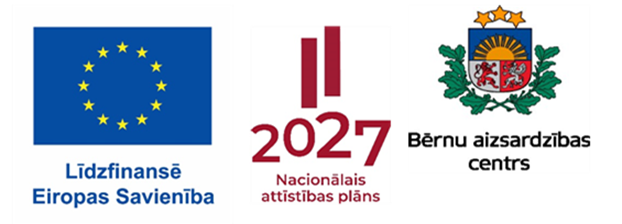 Līdzfinansē
Eiropas Savienība
2027
Nacionālais
attīstības plāns
Bērnu aizsardzības
centrs